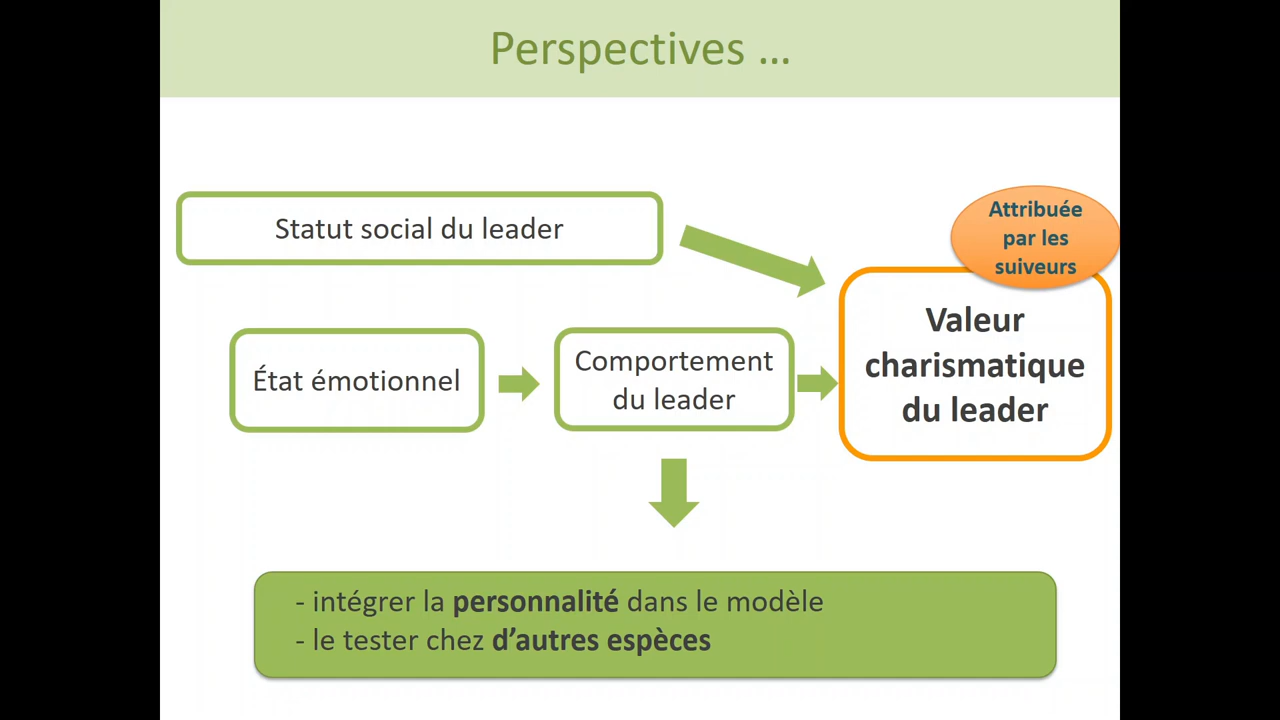 Perspectives ...
Statut social du leader
Attribuée
par les
suiveurs
État émotionnel
Comportement
du leader
Valeur
charismatique
du leader
- intégrer la personnalité dans le modèle
- le tester chez d’autres espèces